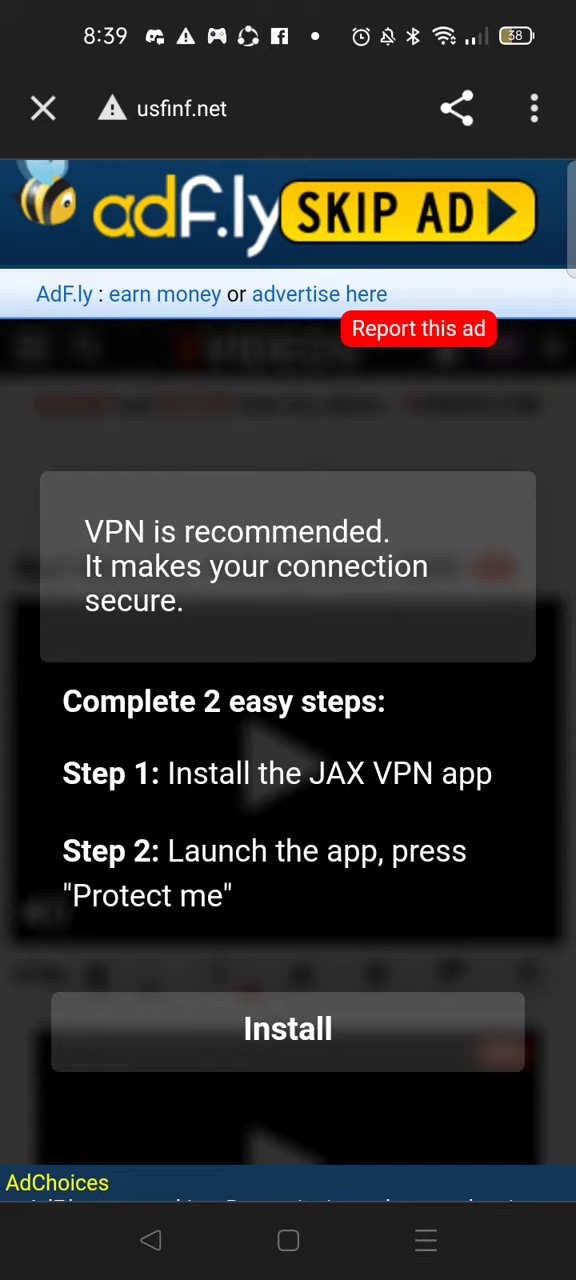 8:39
38
usfinf.net
adf.ly SKIP AD
AdF.ly : earn money or advertise here
Report this ad
VPN is recommended.
It makes your connection
secure.
Complete 2 easy steps:
Step 1: Install the JAX VPN app
Step 2: Launch the app, press
"Protect me"
Install
AdChoices